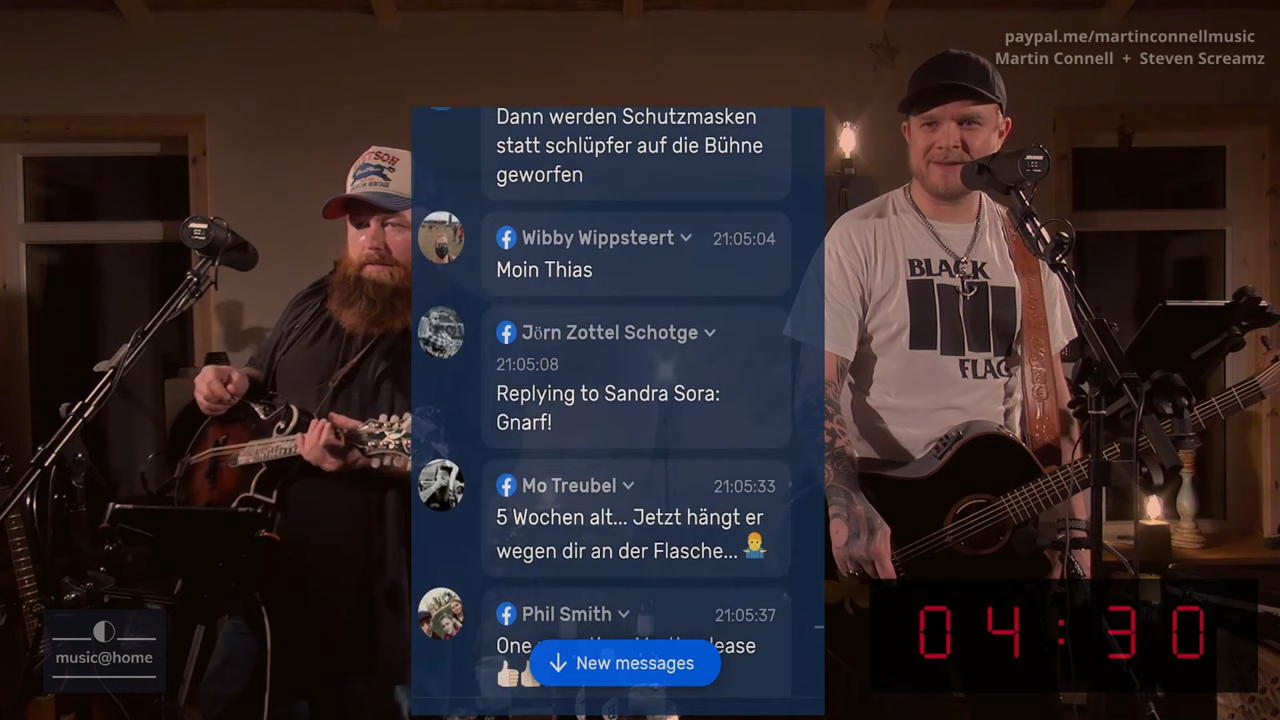 paypal.me/martinconnellmusic
Martin Connell + Steven Screamz
Dann werden Schutzmasken
statt schlüpfer auf die Bühne
geworfen
Wibby Wippsteert 21:05:04
Moin Thias
Jörn Zottel Schotge
21:05:08
Replying to Sandra Sora:
Gnarf!
Mo Treubel 21:05:33
5 Wochen alt... Jetzt hängt er
wegen dir an der Flasche... 🤷‍♂️
Phil Smith 21:05:37
One
👍👍
New messages
BLACK
FLAG
music@home
04:30